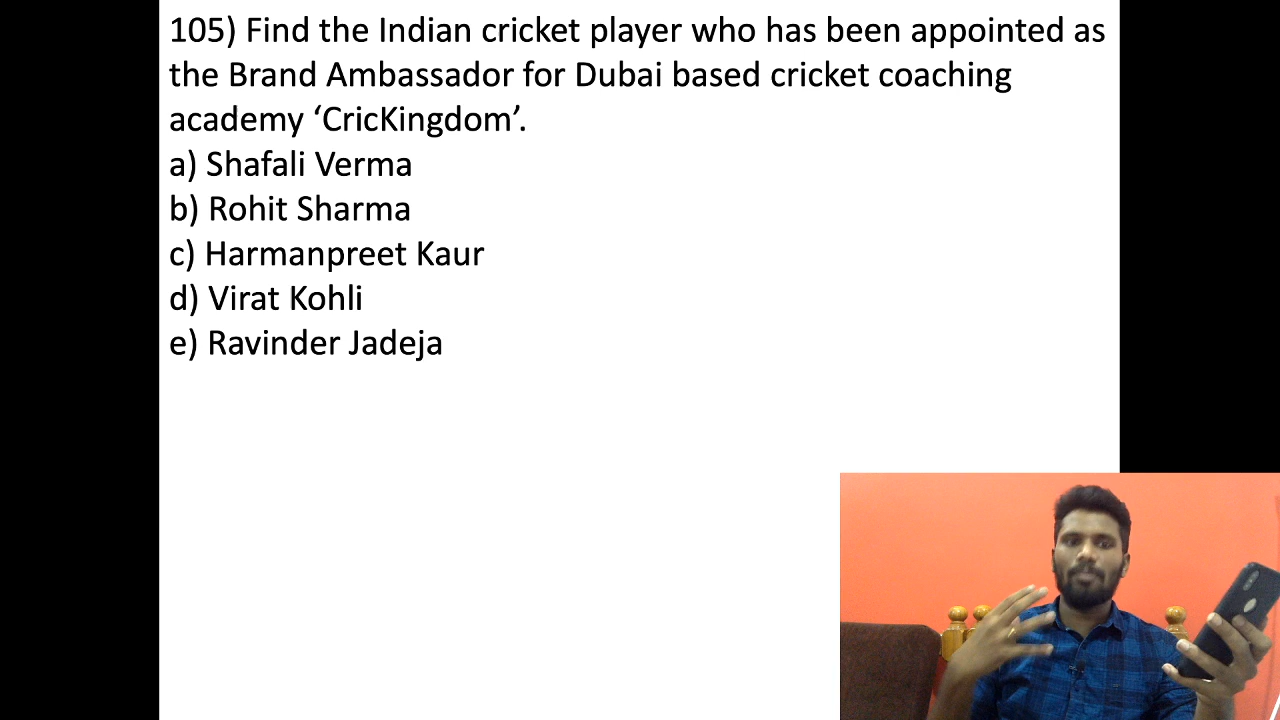 105) Find the Indian cricket player who has been appointed as
the Brand Ambassador for Dubai based cricket coaching
academy ‘CricKingdom’.
a) Shafali Verma
b) Rohit Sharma
c) Harmanpreet Kaur
d) Virat Kohli
e) Ravinder Jadeja